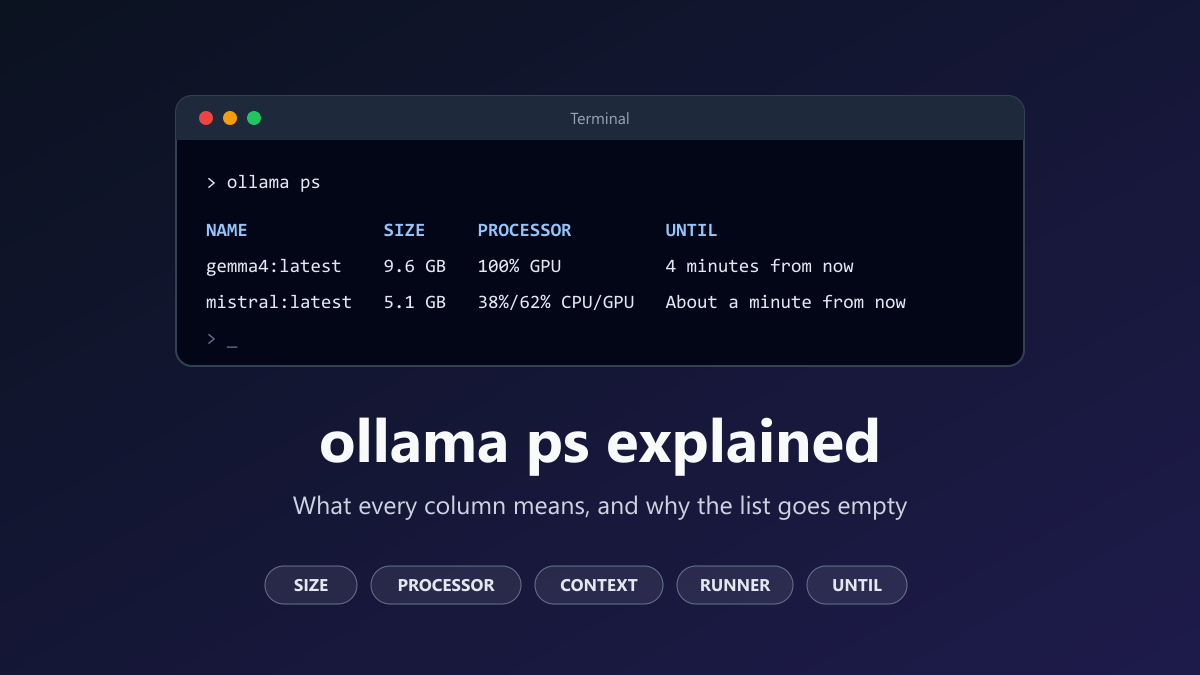 Terminal
> ollama ps
NAME SIZE PROCESSOR UNTIL
gemma4:latest 9.6 GB 100% GPU 4 minutes from now
mistral:latest 5.1 GB 38%/62% CPU/GPU About a minute from now
> _
ollama ps explained
What every column means, and why the list goes empty
SIZE PROCESSOR CONTEXT RUNNER UNTIL